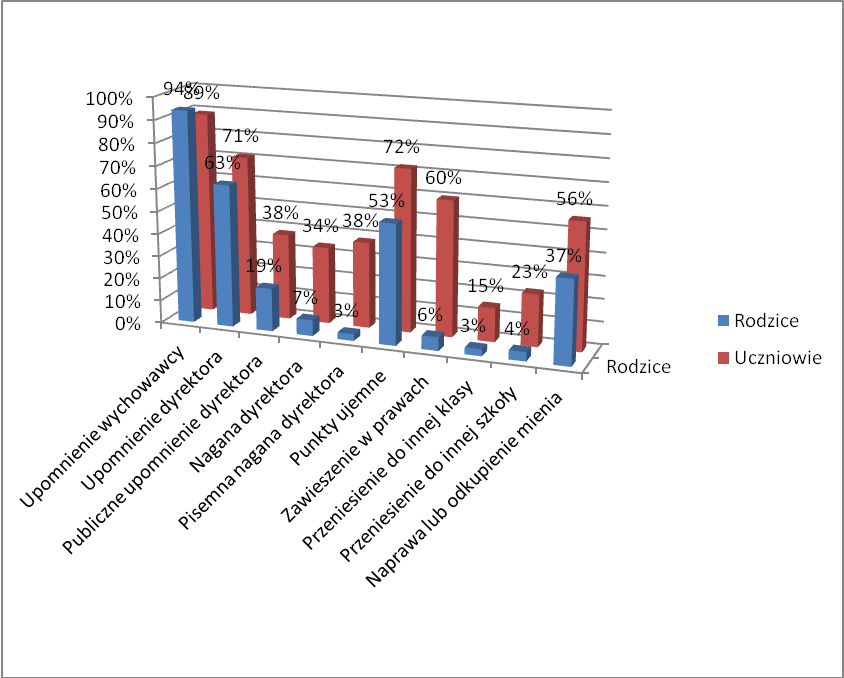 100%
90%
80%
70%
60%
50%
40%
30%
20%
10%
0%
94%
89%
63%
71%
19%
38%
7%
34%
3%
38%
53%
72%
6%
60%
3%
15%
4%
23%
37%
56%
Upomnienie wychowawcy
Upomnienie dyrektora
Publiczne upomnienie dyrektora
Nagana dyrektora
Pisemna nagana dyrektora
Punkty ujemne
Zawieszenie w prawach
Przeniesienie do innej klasy
Przeniesienie do innej szkoły
Naprawa lub odkupienie mienia
Rodzice
Rodzice
Uczniowie